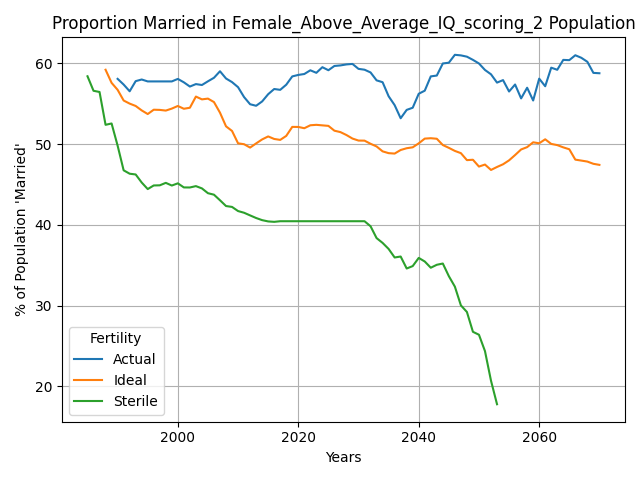 Proportion Married in Female_Above_Average_IQ_scoring_2 Population
% of Population 'Married'
60
50
40
30
20
Fertility
Actual
Ideal
Sterile
2000
2020
2040
2060
Years